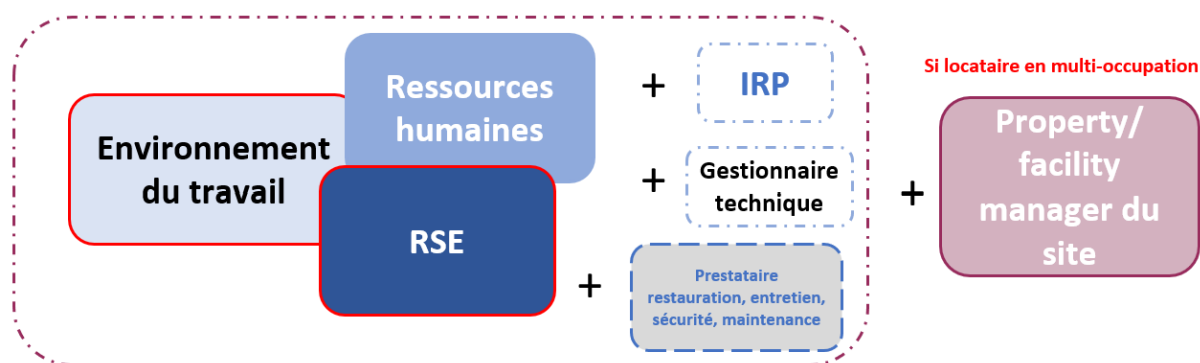 Environnement
du travail
Ressources
humaines
RSE
+
IRP
+
Gestionnaire
technique
+
Prestataire
restauration, entretien,
sécurité, maintenance
+
Si locataire en multi-occupation
Property/
facility
manager du
site